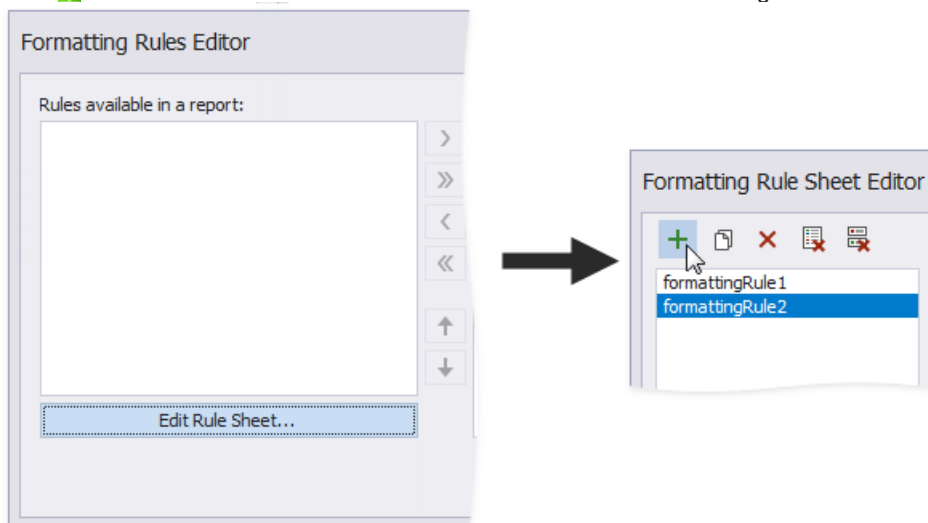 Formatting Rules Editor
Rules available in a report:
Edit Rule Sheet...
Formatting Rule Sheet Editor
formattingRule1
formattingRule2